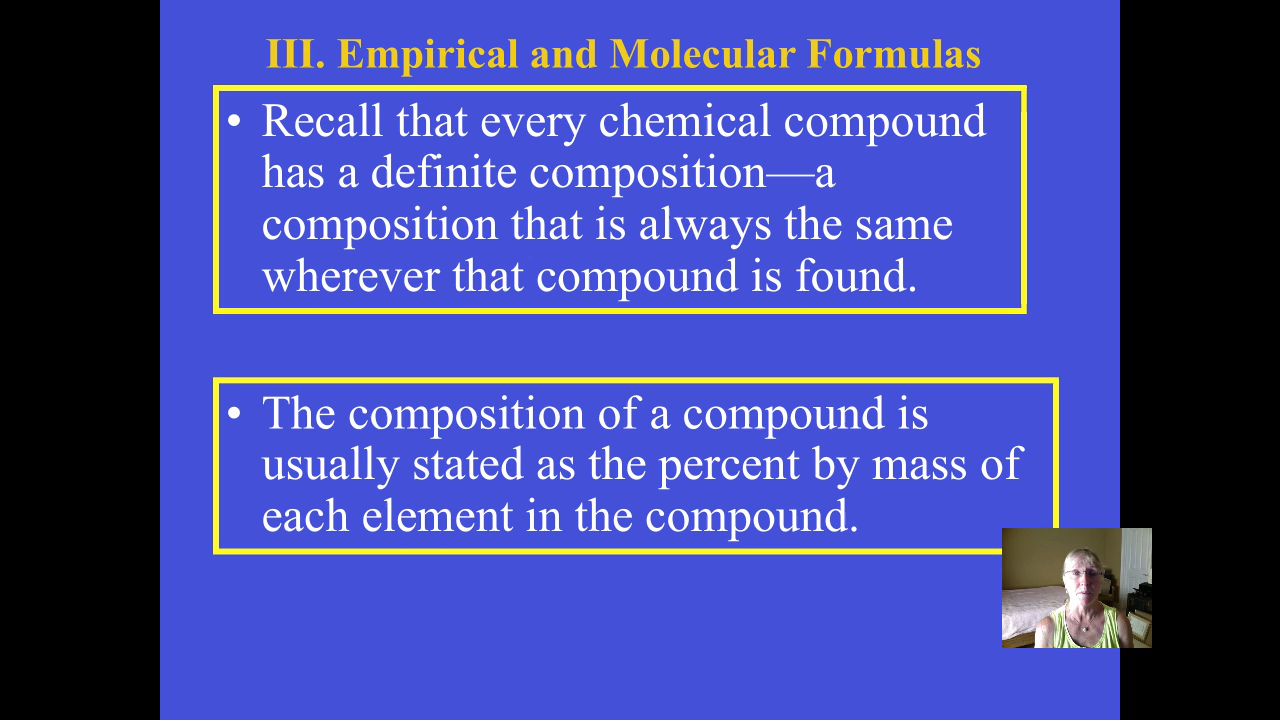 III. Empirical and Molecular Formulas
• Recall that every chemical compound
has a definite composition—a
composition that is always the same
wherever that compound is found.
• The composition of a compound is
usually stated as the percent by mass of
each element in the compound.